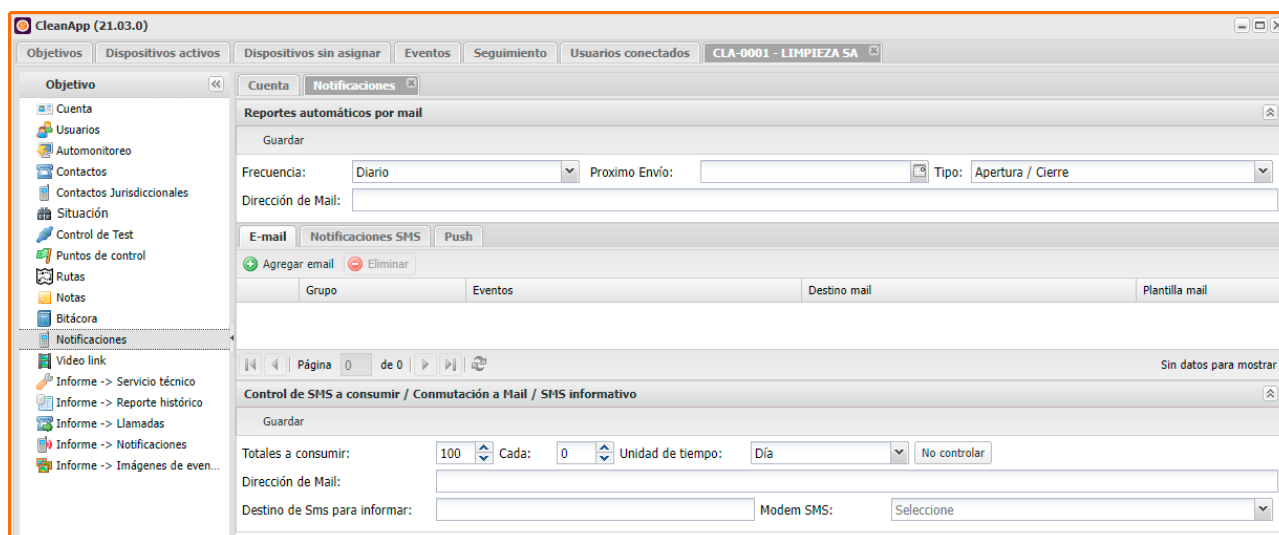 CleanApp (21.03.0)
Objetivos Dispositivos activos Dispositivos sin asignar Eventos Seguimiento Usuarios conectados CLA-0001 - LIMPIEZA SA
Objetivo
Cuenta
Usuarios
Automonitoreo
Contactos
Contactos Jurisdiccionales
Situación
Control de Test
Puntos de control
Rutas
Notas
Bitácora
Notificaciones
Video link
Informe -> Servicio técnico
Informe -> Reporte histórico
Informe -> Llamadas
Informe -> Notificaciones
Informe -> Imágenes de even...
Cuenta Notificaciones
Reportes automáticos por mail
Guardar
Frecuencia: Diario Proximo Envío: Tipo: Apertura / Cierre
Dirección de Mail:
E-mail Notificaciones SMS Push
Agregar email Eliminar
Grupo Eventos Destino mail Plantilla mail
Página 0 de 0 Sin datos para mostrar
Control de SMS a consumir / Conmutación a Mail / SMS informativo
Guardar
Totales a consumir: 100 Cada: 0 Unidad de tiempo: Día No controlar
Dirección de Mail:
Destino de Sms para informar: Modem SMS: Seleccione